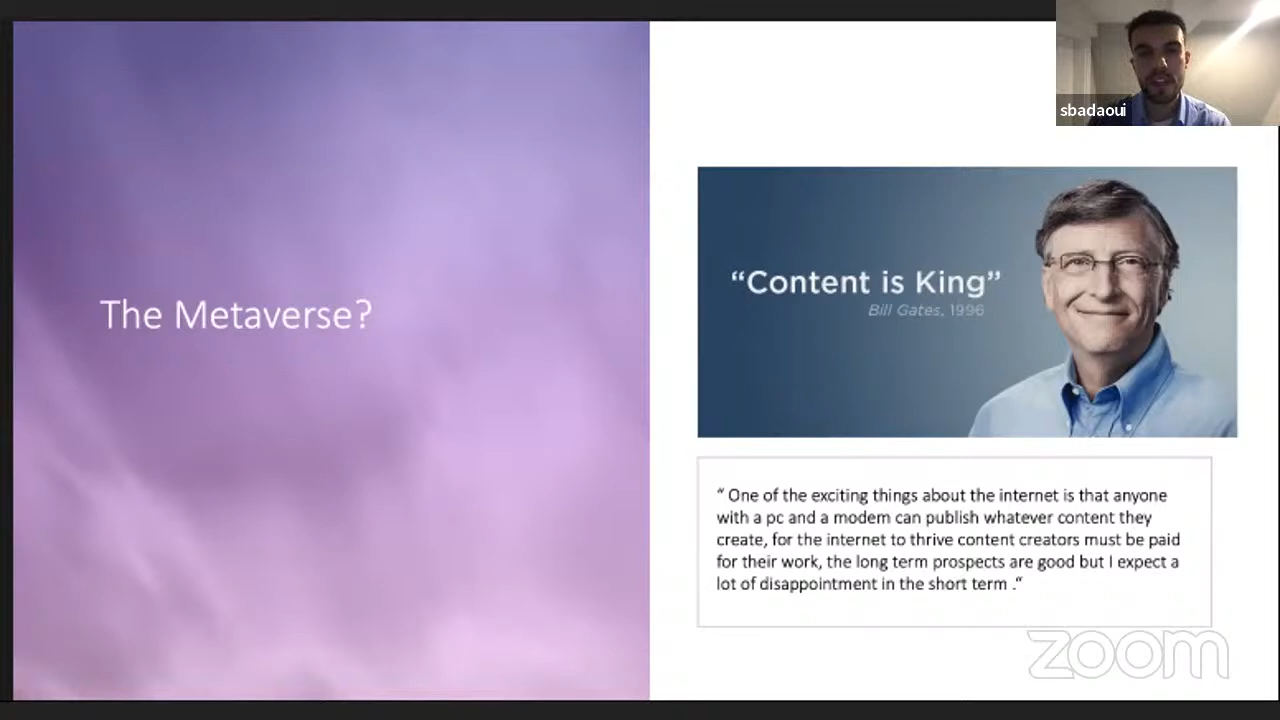 sbadaoui
The Metaverse?
“Content is King”
Bill Gates, 1996
“ One of the exciting things about the internet is that anyone
with a pc and a modem can publish whatever content they
create, for the internet to thrive content creators must be paid
for their work, the long term prospects are good but I expect a
lot of disappointment in the short term .“
zoom